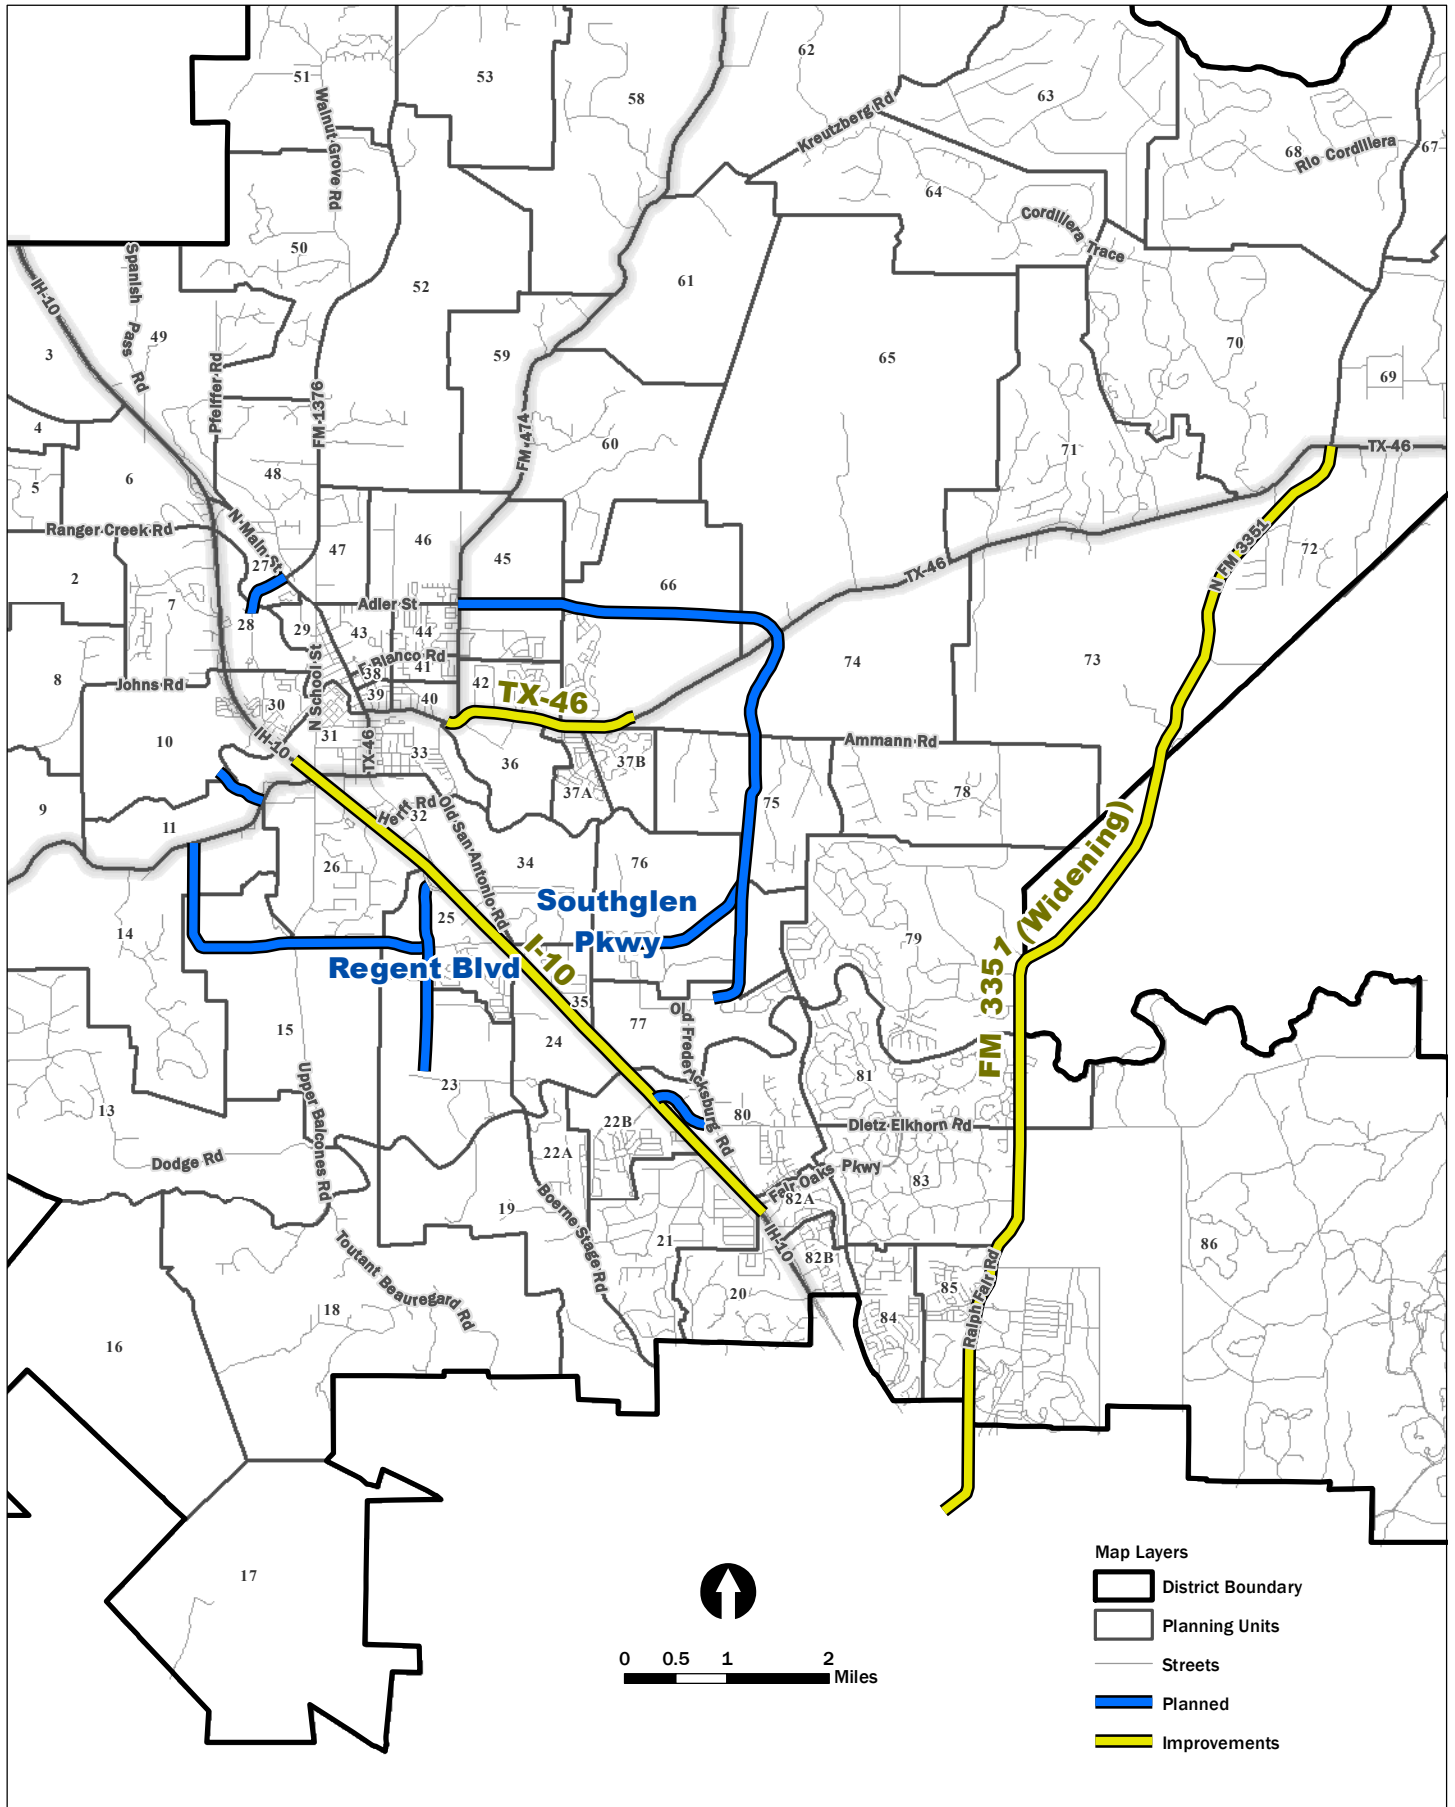 62
51
53
58
63
Walnut Grove Rd
Kreutzberg Rd
68
Rio Cordillera
67
64
Cordillera Trace
50
Spanish Pass Rd
IH-10
52
61
49
3
59
65
70
69
Pfeiffer Rd
FM 1376
4
FM 474
60
71
TX-46
6
48
5
Ranger Creek Rd
N Main St
47
46
45
N FM 3351
72
27
2
TX-46
66
7
Adler St
28
29
43
44
E Blanco Rd
41
38
74
73
8
Johns Rd
N School St
39
40
42
TX-46
30
10
IH-10
31
TX-46
33
36
37B
Ammann Rd
37A
75
78
9
11
Herff Rd
32
Old San Antonio Rd
FM 3351 (Widening)
26
34
76
Southglen
Pkwy
25
14
79
I-10
Regent Blvd
35
15
77
Old Fredericksburg Rd
24
81
23
13
Upper Balcones Rd
80
22B
Dietz Elkhorn Rd
22A
Dodge Rd
Fair Oaks Pkwy
83
82A
19
Boerne Stage Rd
21
IH-10
82B
86
Toutant Beauregard Rd
Ralph Fair Rd
85
20
18
84
16
17
Map Layers
District Boundary
Planning Units
Streets
Planned
Improvements
0 0.5 1 2
Miles